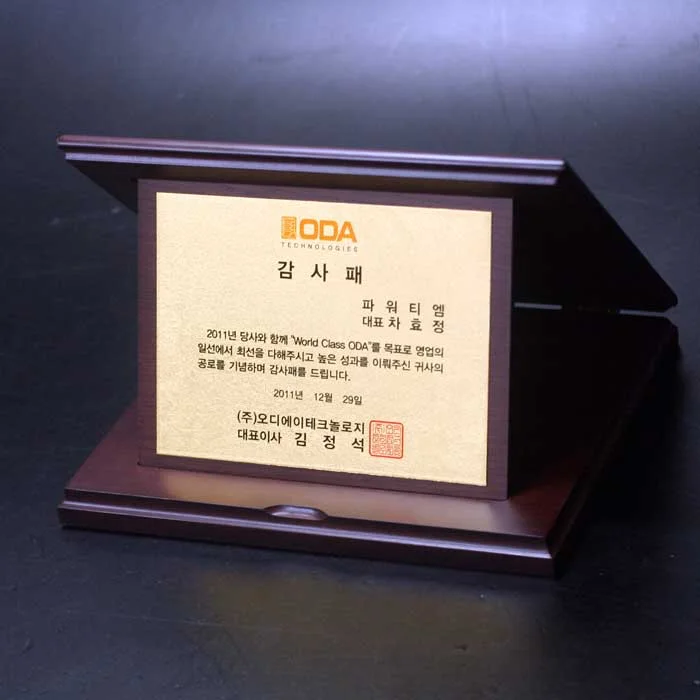 ODA
TECHNOLOGIES
감 사 패
파 워 티 엠
대표 차 효 정
2011년 당사와 함께 "World Class ODA"를 목표로 영업의
일선에서 최선을 다해주시고 높은 성과를 이뤄주신 귀사의
공로를 기념하며 감사패를 드립니다.
2011년 12월 29일
(주)오디에이테크놀로지
대표이사 김 정 석